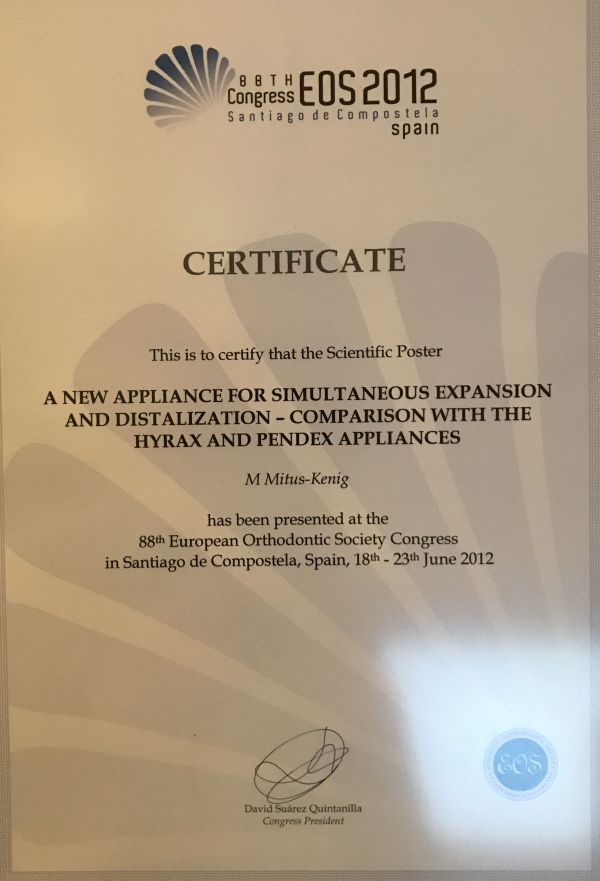 88TH
Congress EOS 2012
Santiago de Compostela
spain
CERTIFICATE
This is to certify that the Scientific Poster
A NEW APPLIANCE FOR SIMULTANEOUS EXPANSION
AND DISTALIZATION – COMPARISON WITH THE
HYRAX AND PENDEX APPLIANCES
M Mitus-Kenig
has been presented at the
88th European Orthodontic Society Congress
in Santiago de Compostela, Spain, 18th - 23th June 2012
EOS
David Suárez Quintanilla
Congress President